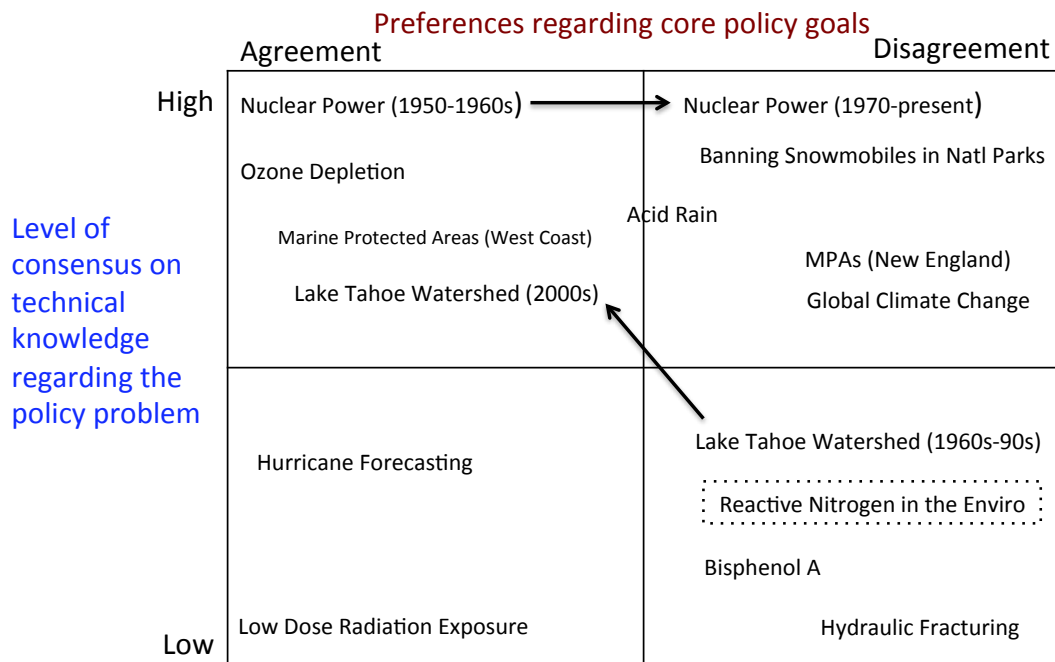 Preferences regarding core policy goals
Agreement
Disagreement
High
Nuclear Power (1950-1960s)
Nuclear Power (1970-present)
Banning Snowmobiles in Natl Parks
Ozone Depletion
Acid Rain
Level of
consensus on
technical
knowledge
regarding the
policy problem
Marine Protected Areas (West Coast)
MPAs (New England)
Lake Tahoe Watershed (2000s)
Global Climate Change
Lake Tahoe Watershed (1960s-90s)
Hurricane Forecasting
Reactive Nitrogen in the Enviro
Bisphenol A
Low
Low Dose Radiation Exposure
Hydraulic Fracturing